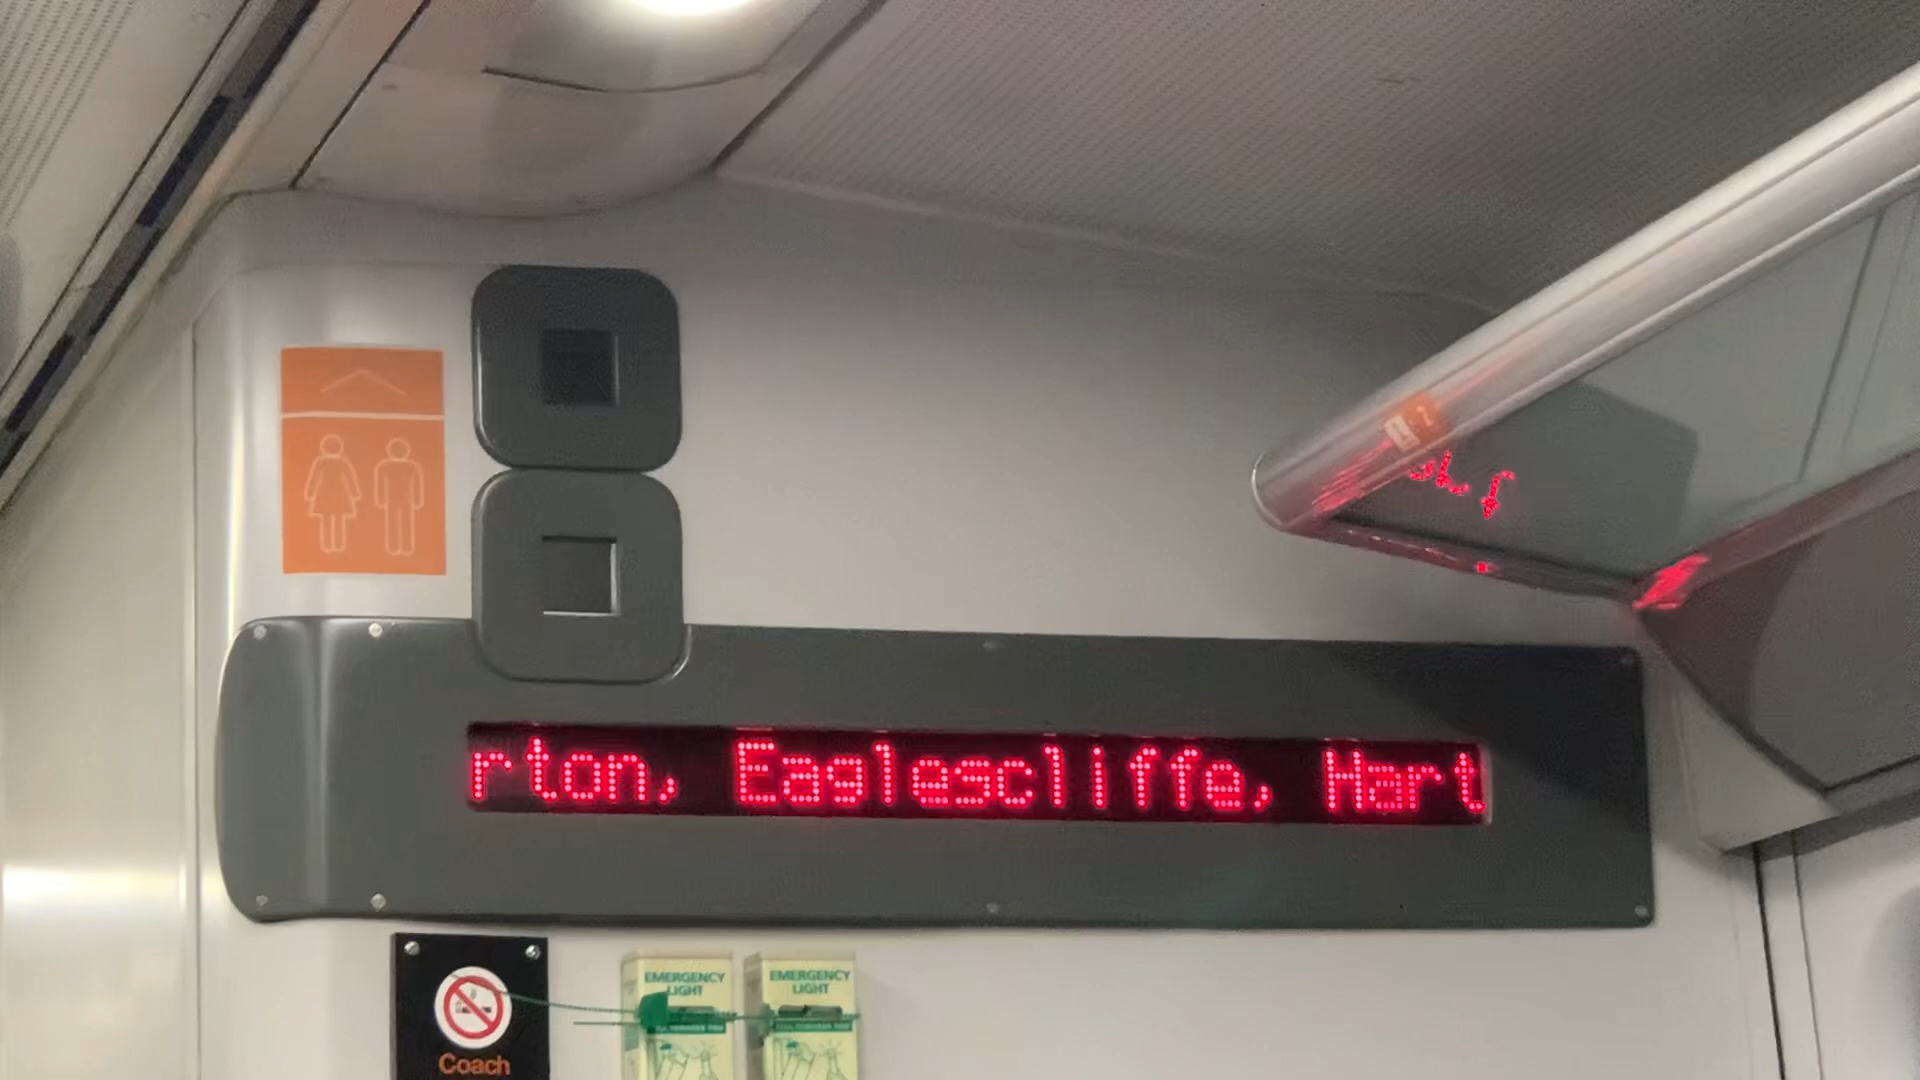 rton, Eaglescliffe, Hart
EMERGENCY
LIGHT
EMERGENCY
LIGHT
Coach